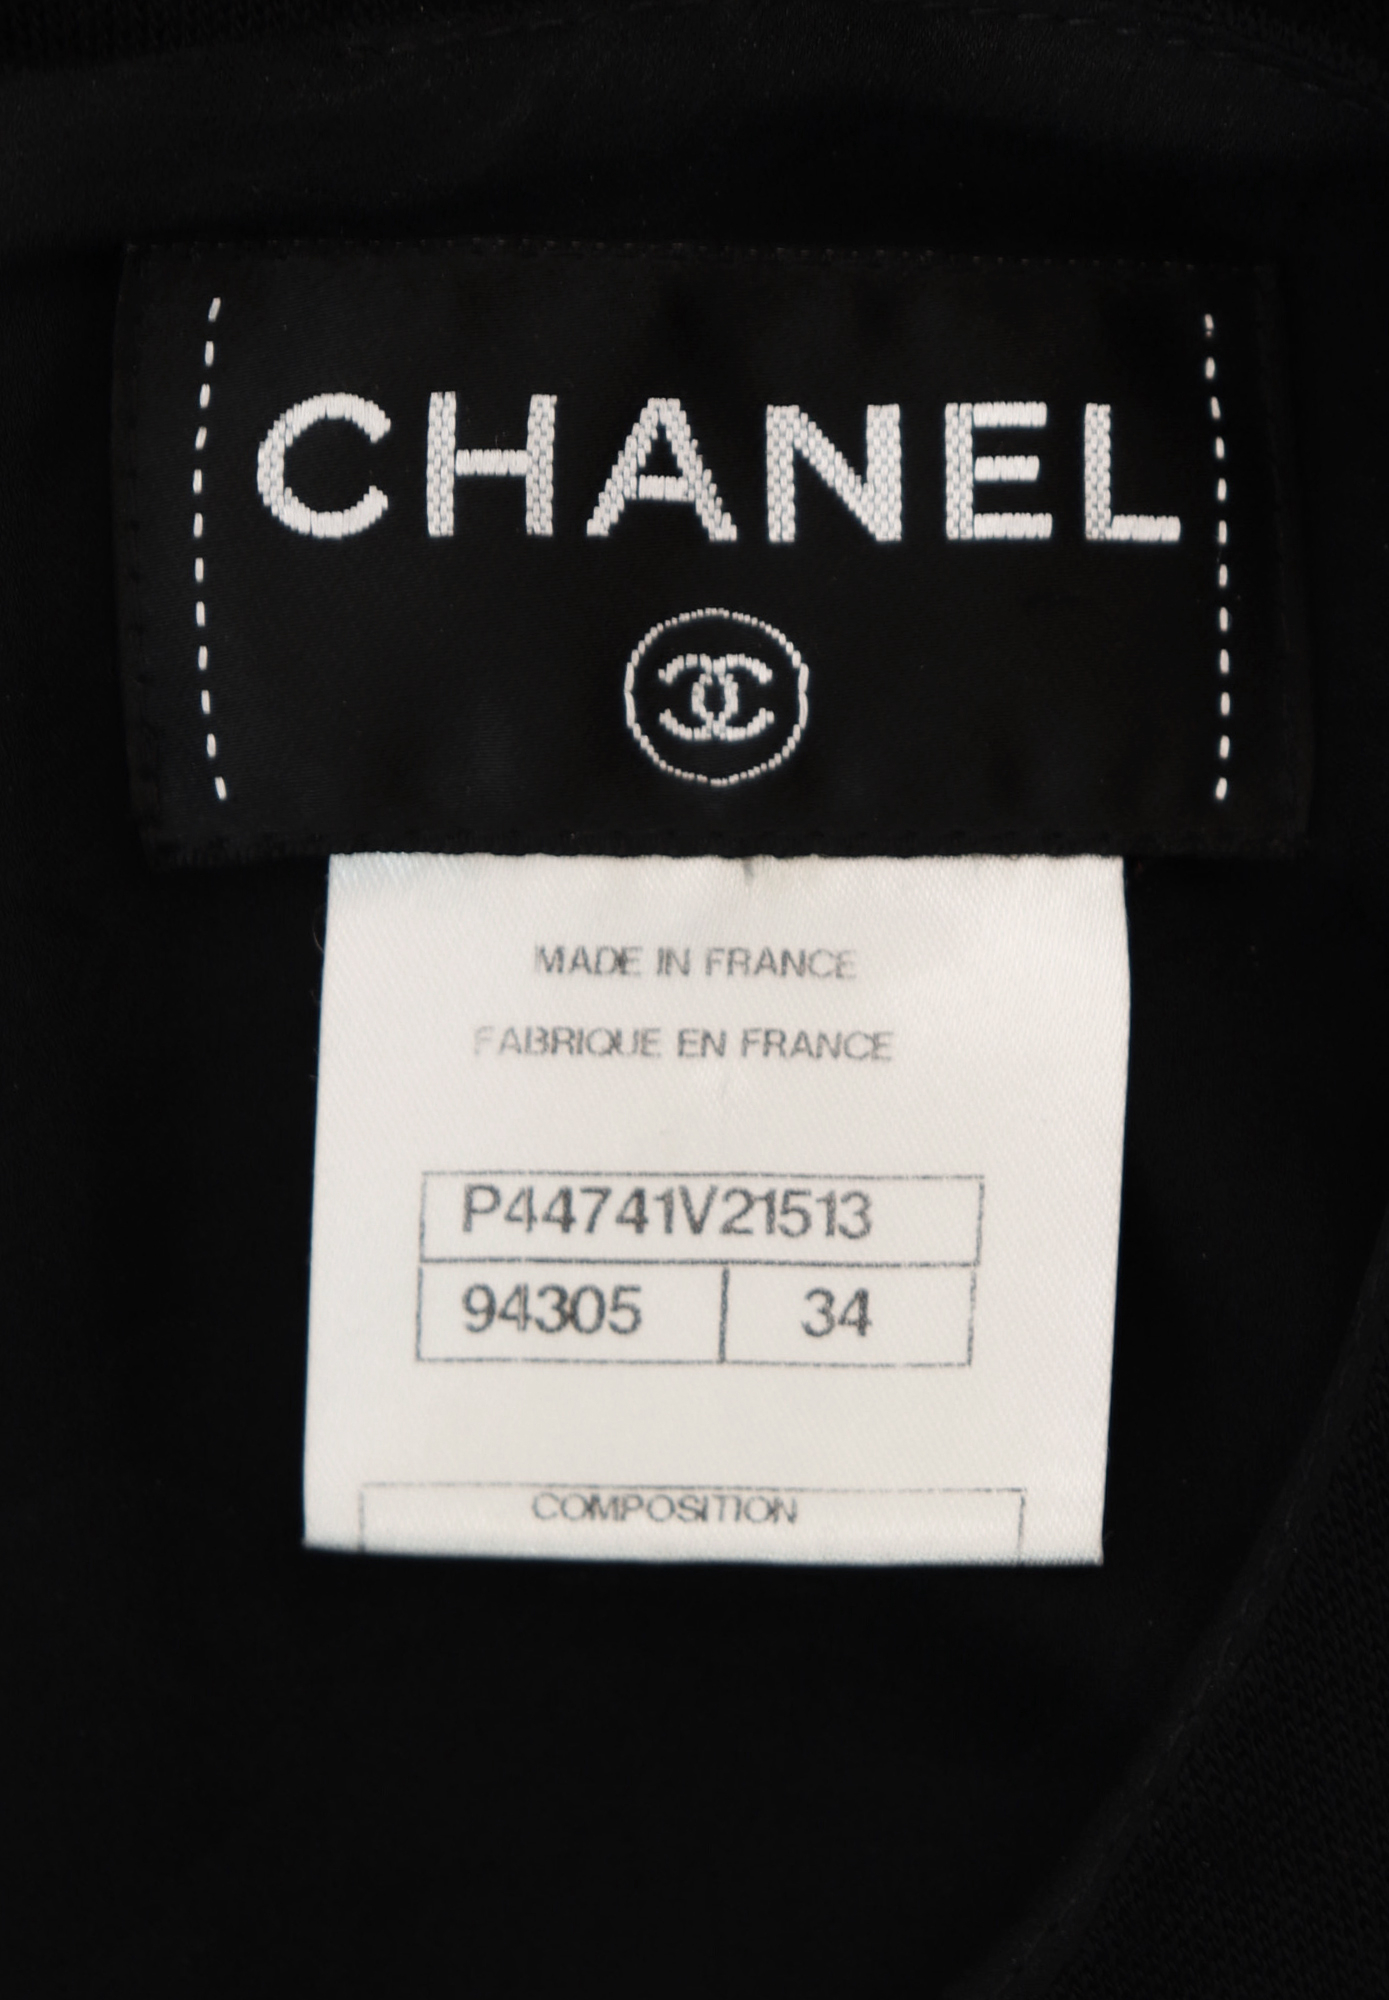 CHANEL
MADE IN FRANCE
FABRIQUE EN FRANCE
P44741V21513
94305 34
COMPOSITION